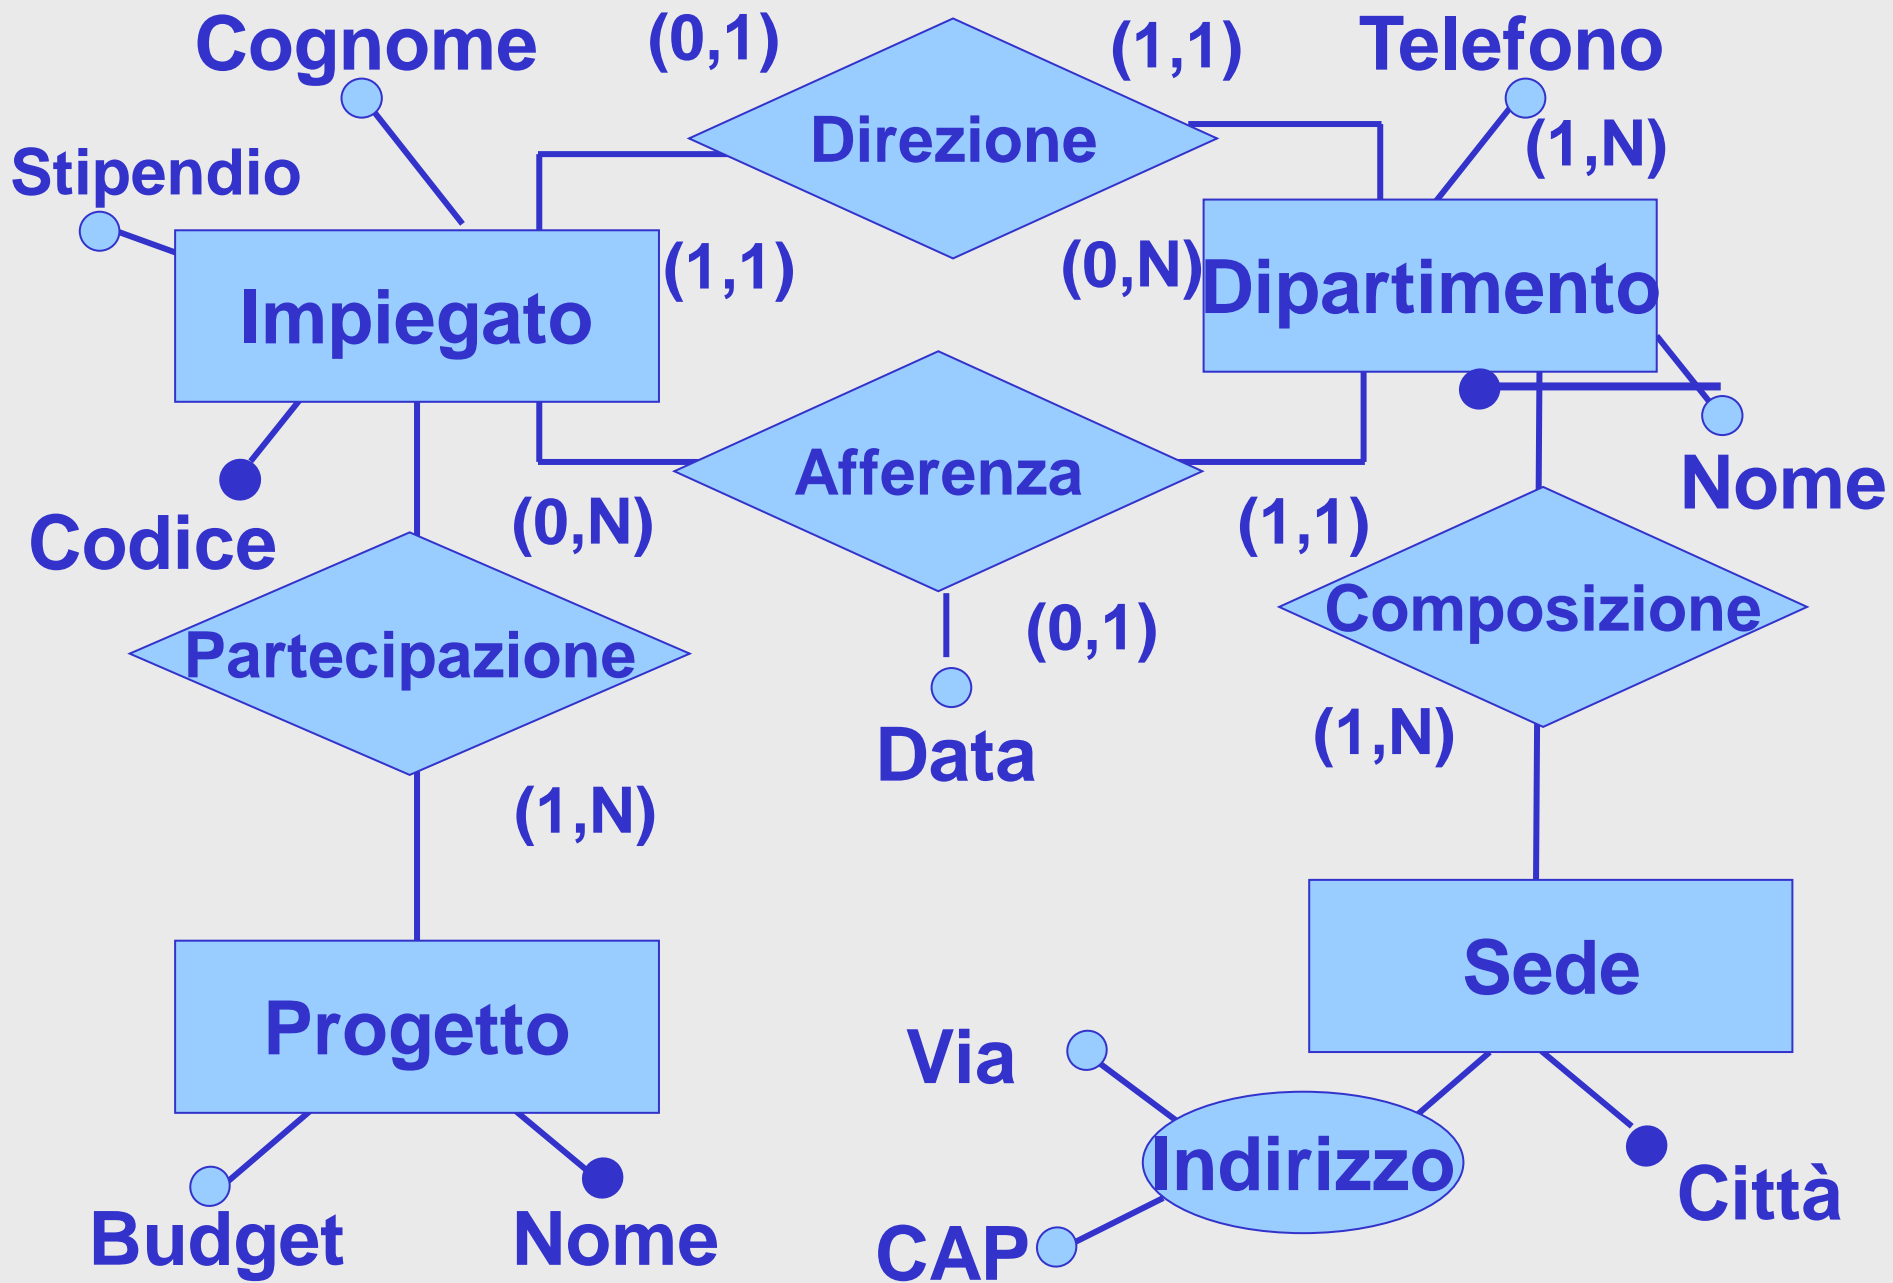 Cognome
(0,1)
(1,1)
Telefono
Direzione
(1,N)
Stipendio
(1,1)
(0,N)
Impiegato
Dipartimento
Afferenza
Nome
Codice
(0,N)
(1,1)
Composizione
Partecipazione
(0,1)
Data
(1,N)
(1,N)
Sede
Progetto
Via
Indirizzo
Città
Budget
Nome
CAP